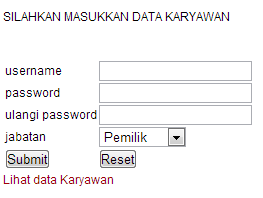 SILAHKAN MASUKKAN DATA KARYAWAN
username
password
ulangi password
jabatan Pemilik
Submit Reset
Lihat data Karyawan